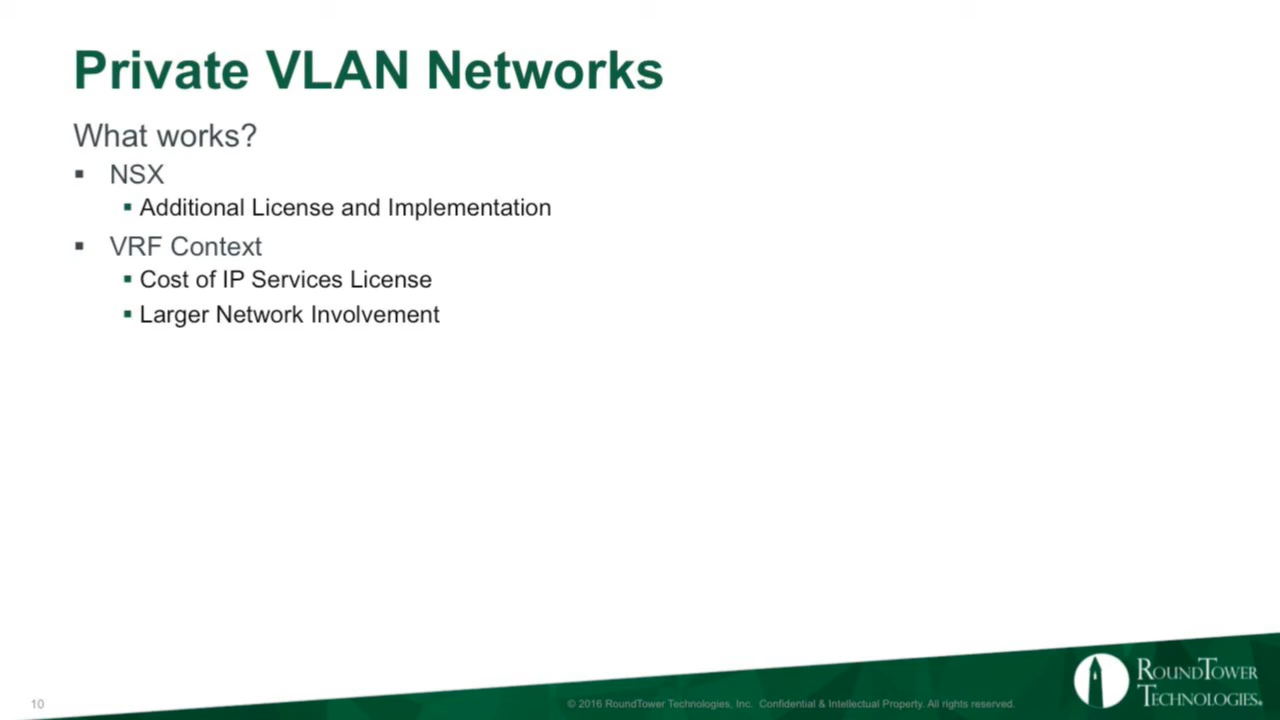 Private VLAN Networks
What works?
▪ NSX
▪ Additional License and Implementation
▪ VRF Context
▪ Cost of IP Services License
▪ Larger Network Involvement
10
© 2016 RoundTower Technologies, Inc. Confidential & Intellectual Property. All rights reserved.
ROUNDTOWER
TECHNOLOGIES®